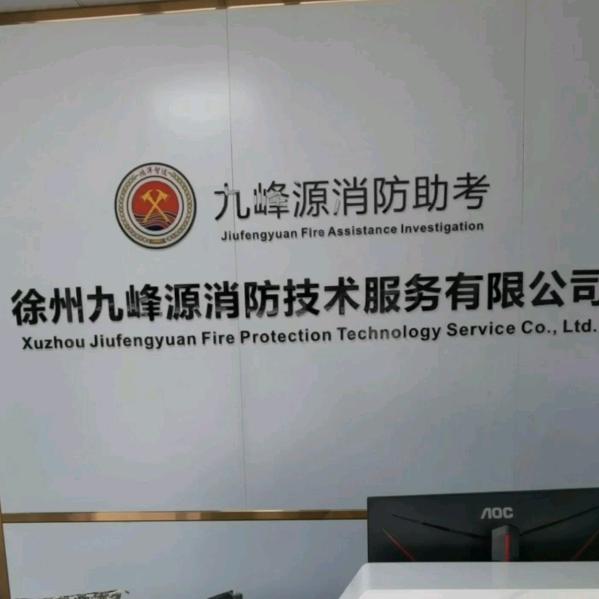 九峰源消防助考
Jiufengyuan Fire Assistance Investigation
徐州九峰源消防技术服务有限公司
Xuzhou Jiufengyuan Fire Protection Technology Service Co., Ltd.
AOC